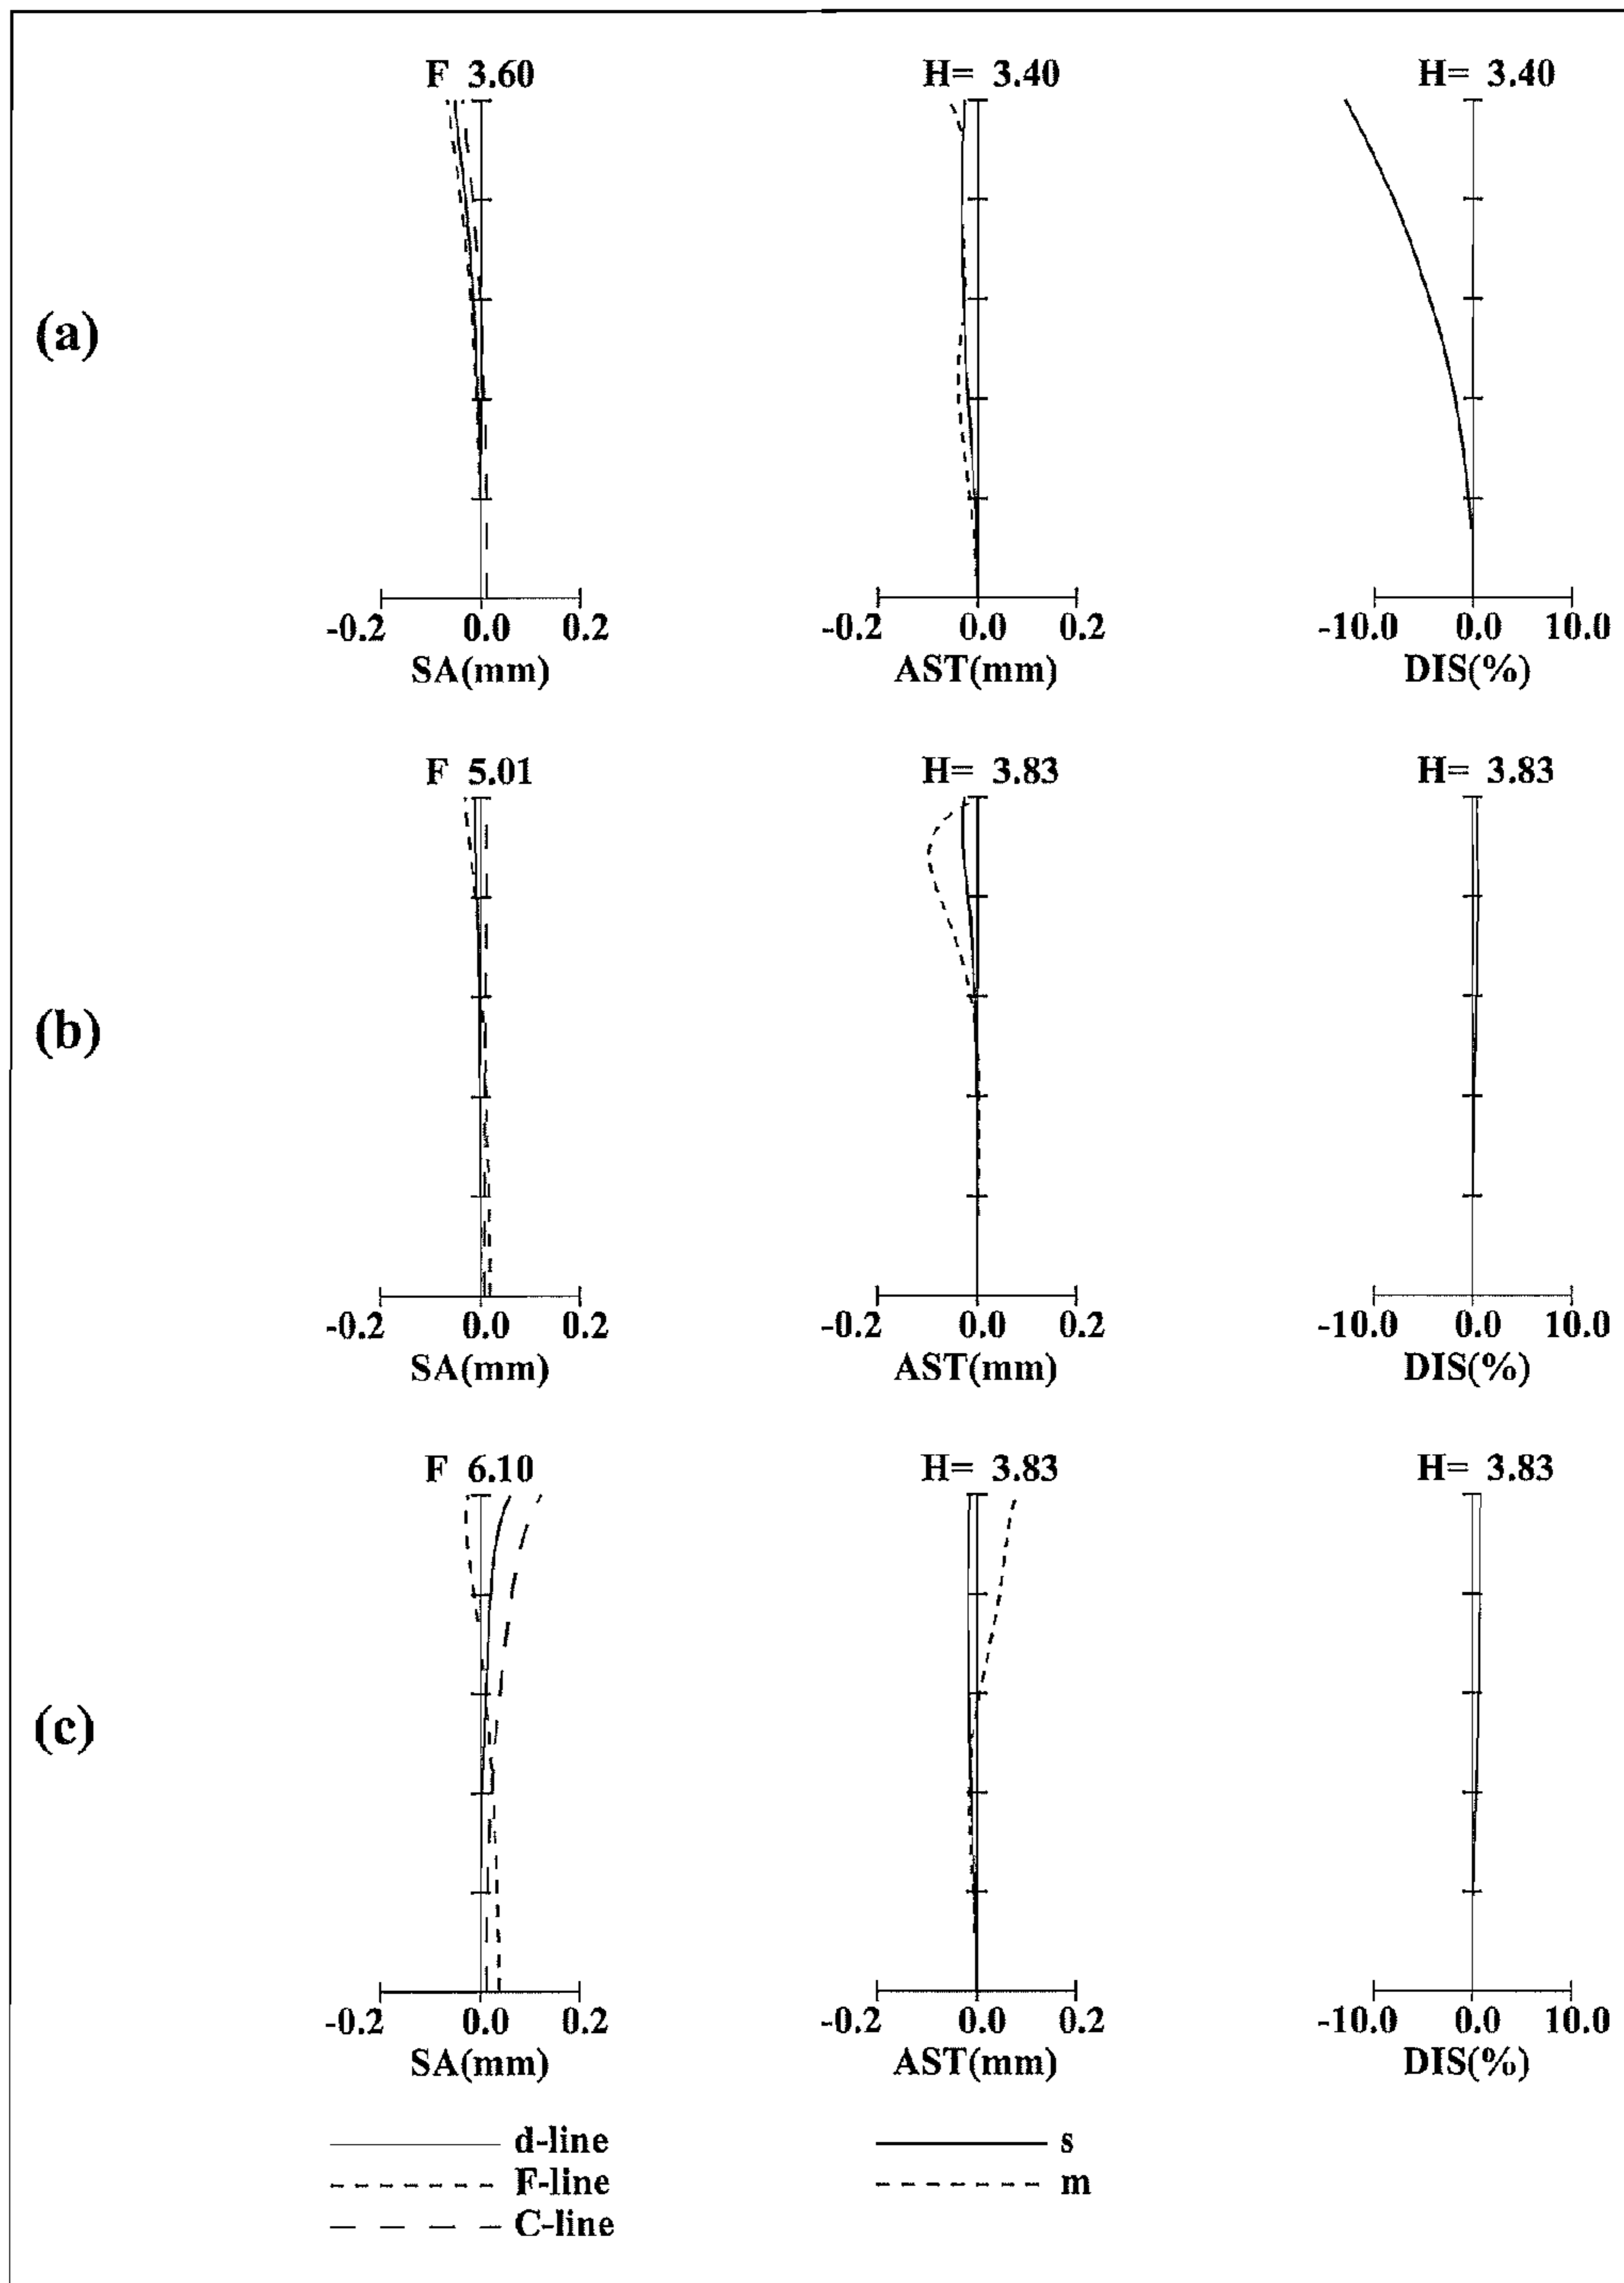 F 3.60 H= 3.40 H= 3.40
(a)
-0.2 0.0 0.2 -0.2 0.0 0.2 -10.0 0.0 10.0
SA(mm) AST(mm) DIS(%)
F 5.01 H= 3.83 H= 3.83
(b)
-0.2 0.0 0.2 -0.2 0.0 0.2 -10.0 0.0 10.0
SA(mm) AST(mm) DIS(%)
F 6.10 H= 3.83 H= 3.83
(c)
-0.2 0.0 0.2 -0.2 0.0 0.2 -10.0 0.0 10.0
SA(mm) AST(mm) DIS(%)
d-line s
F-line m
C-line